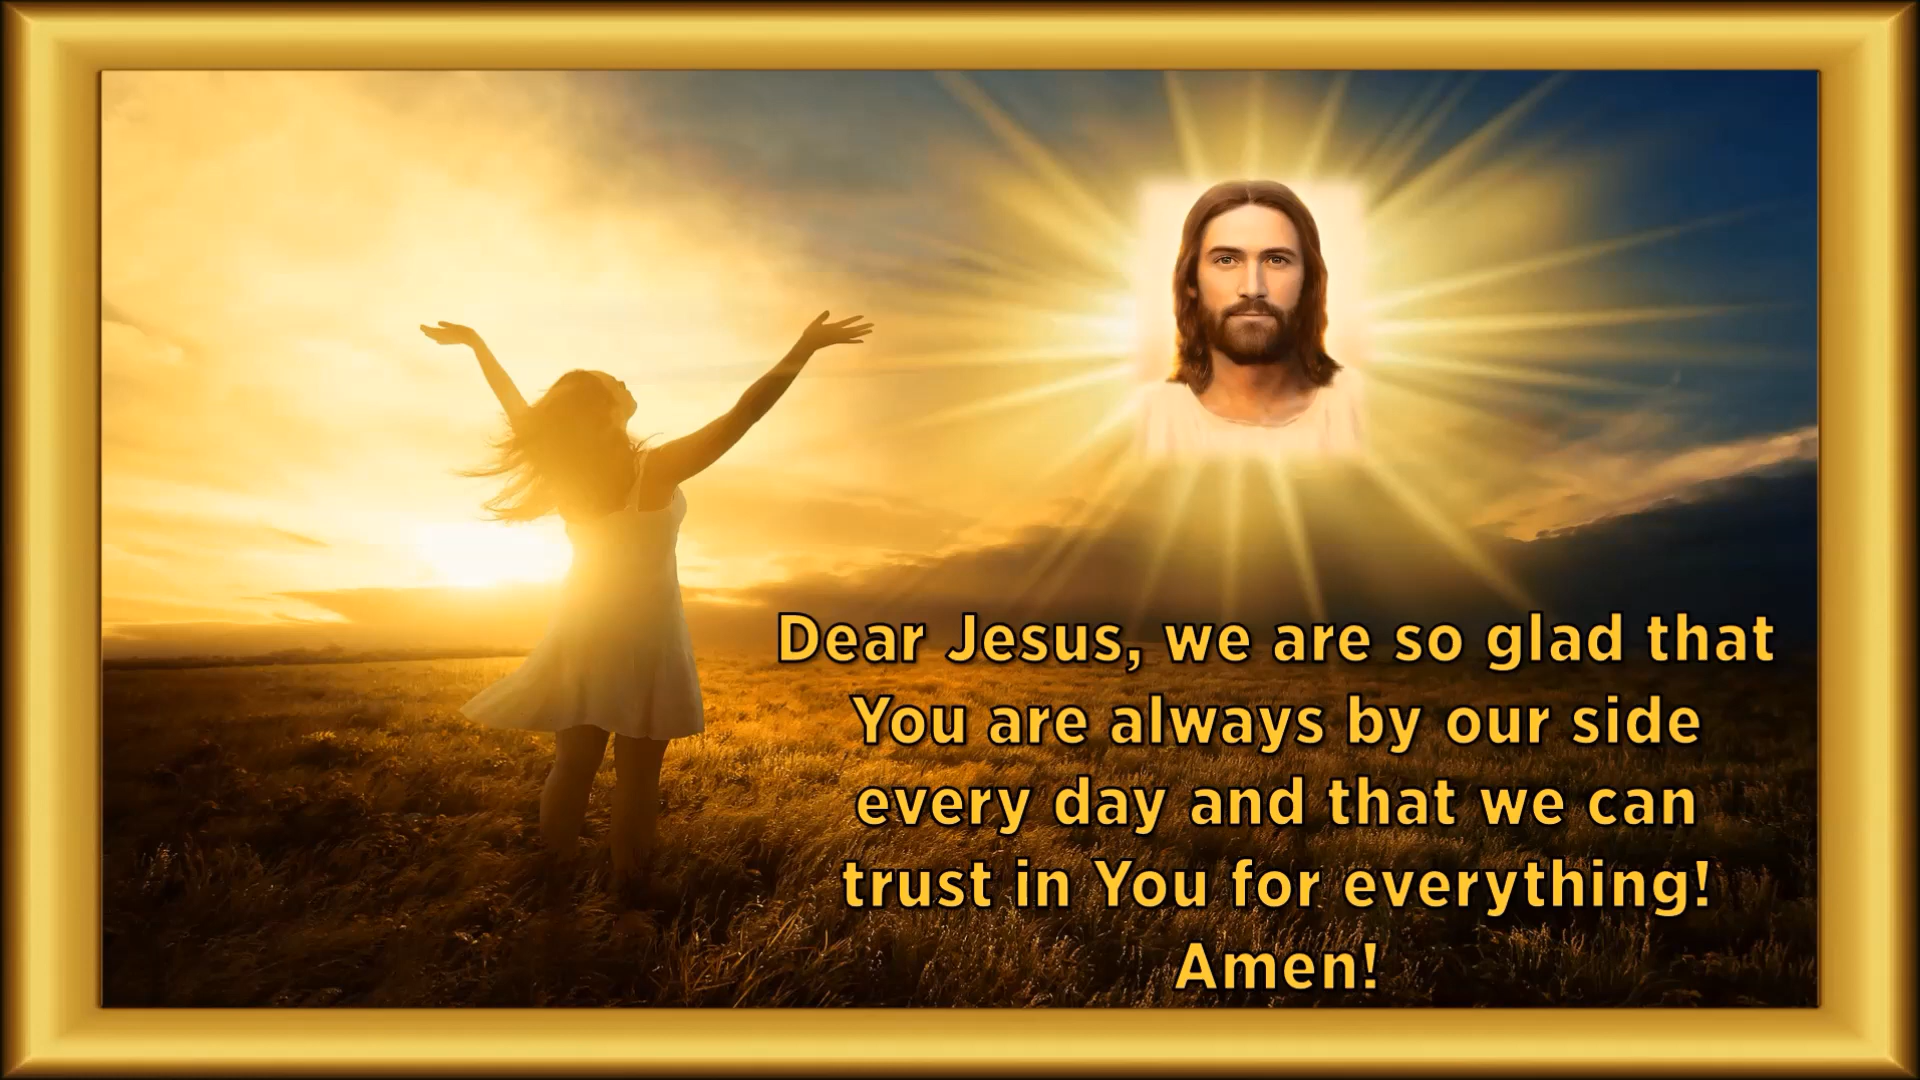 Dear Jesus, we are so glad that
You are always by our side
every day and that we can
trust in You for everything!
Amen!